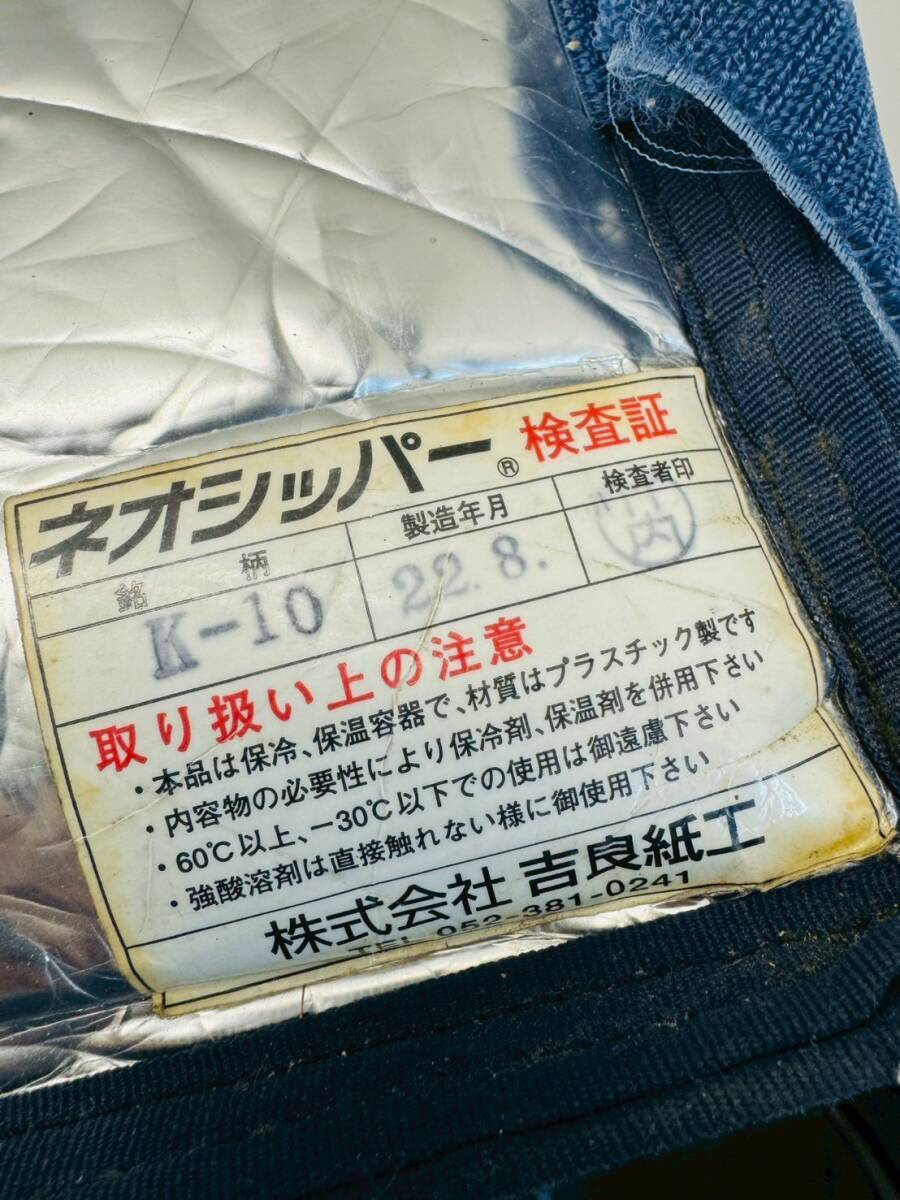 ネオシッパー® 検査証
銘柄 製造年月 検査者印
K-10 22.8. 内
取り扱い上の注意
・本品は保冷、保温容器で、材質はプラスチック製です
・内容物の必要性により保冷剤、保温剤を併用下さい
・60℃以上、－30℃以下での使用は御遠慮下さい
・強酸溶剤は直接触れない様に御使用下さい
株式会社 吉良紙工
TEL 052-381-0241